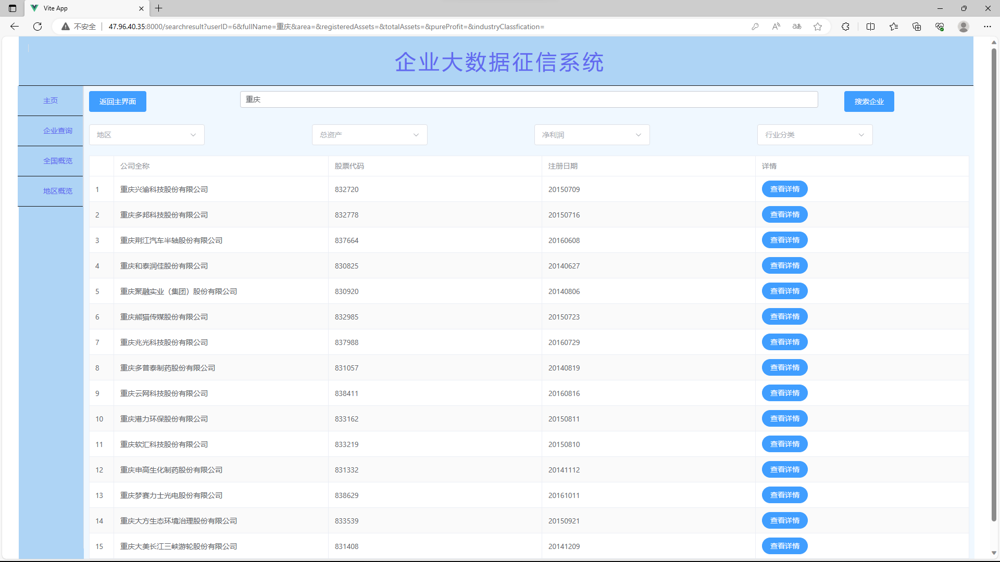 Vite App
不安全 47.96.40.35:8000/searchresult?userID=6&fullName=重庆&area=&registeredAssets=&totalAssets=&pureProfit=&industryClassfication=
企业大数据征信系统
主页
企业查询
全国概览
地区概览
返回主界面 重庆 搜索企业
地区 总资产 净利润 行业分类
公司全称 股票代码 注册日期 详情
1 重庆兴渝科技股份有限公司 832720 20150709 查看详情
2 重庆多邦科技股份有限公司 832778 20150716 查看详情
3 重庆荆江汽车半轴股份有限公司 837664 20160608 查看详情
4 重庆和泰润佳股份有限公司 830825 20140627 查看详情
5 重庆聚融实业（集团）股份有限公司 830920 20140806 查看详情
6 重庆熊猫传媒股份有限公司 832985 20150723 查看详情
7 重庆兆光科技股份有限公司 837988 20160729 查看详情
8 重庆多普泰制药股份有限公司 831057 20140819 查看详情
9 重庆云网科技股份有限公司 838411 20160816 查看详情
10 重庆港力环保股份有限公司 833162 20150811 查看详情
11 重庆软汇科技股份有限公司 833219 20150810 查看详情
12 重庆申高生化制药股份有限公司 831332 20141112 查看详情
13 重庆梦赛力士光电股份有限公司 838629 20161011 查看详情
14 重庆大方生态环境治理股份有限公司 833539 20150921 查看详情
15 重庆大美长江三峡游轮股份有限公司 831408 20141209 查看详情